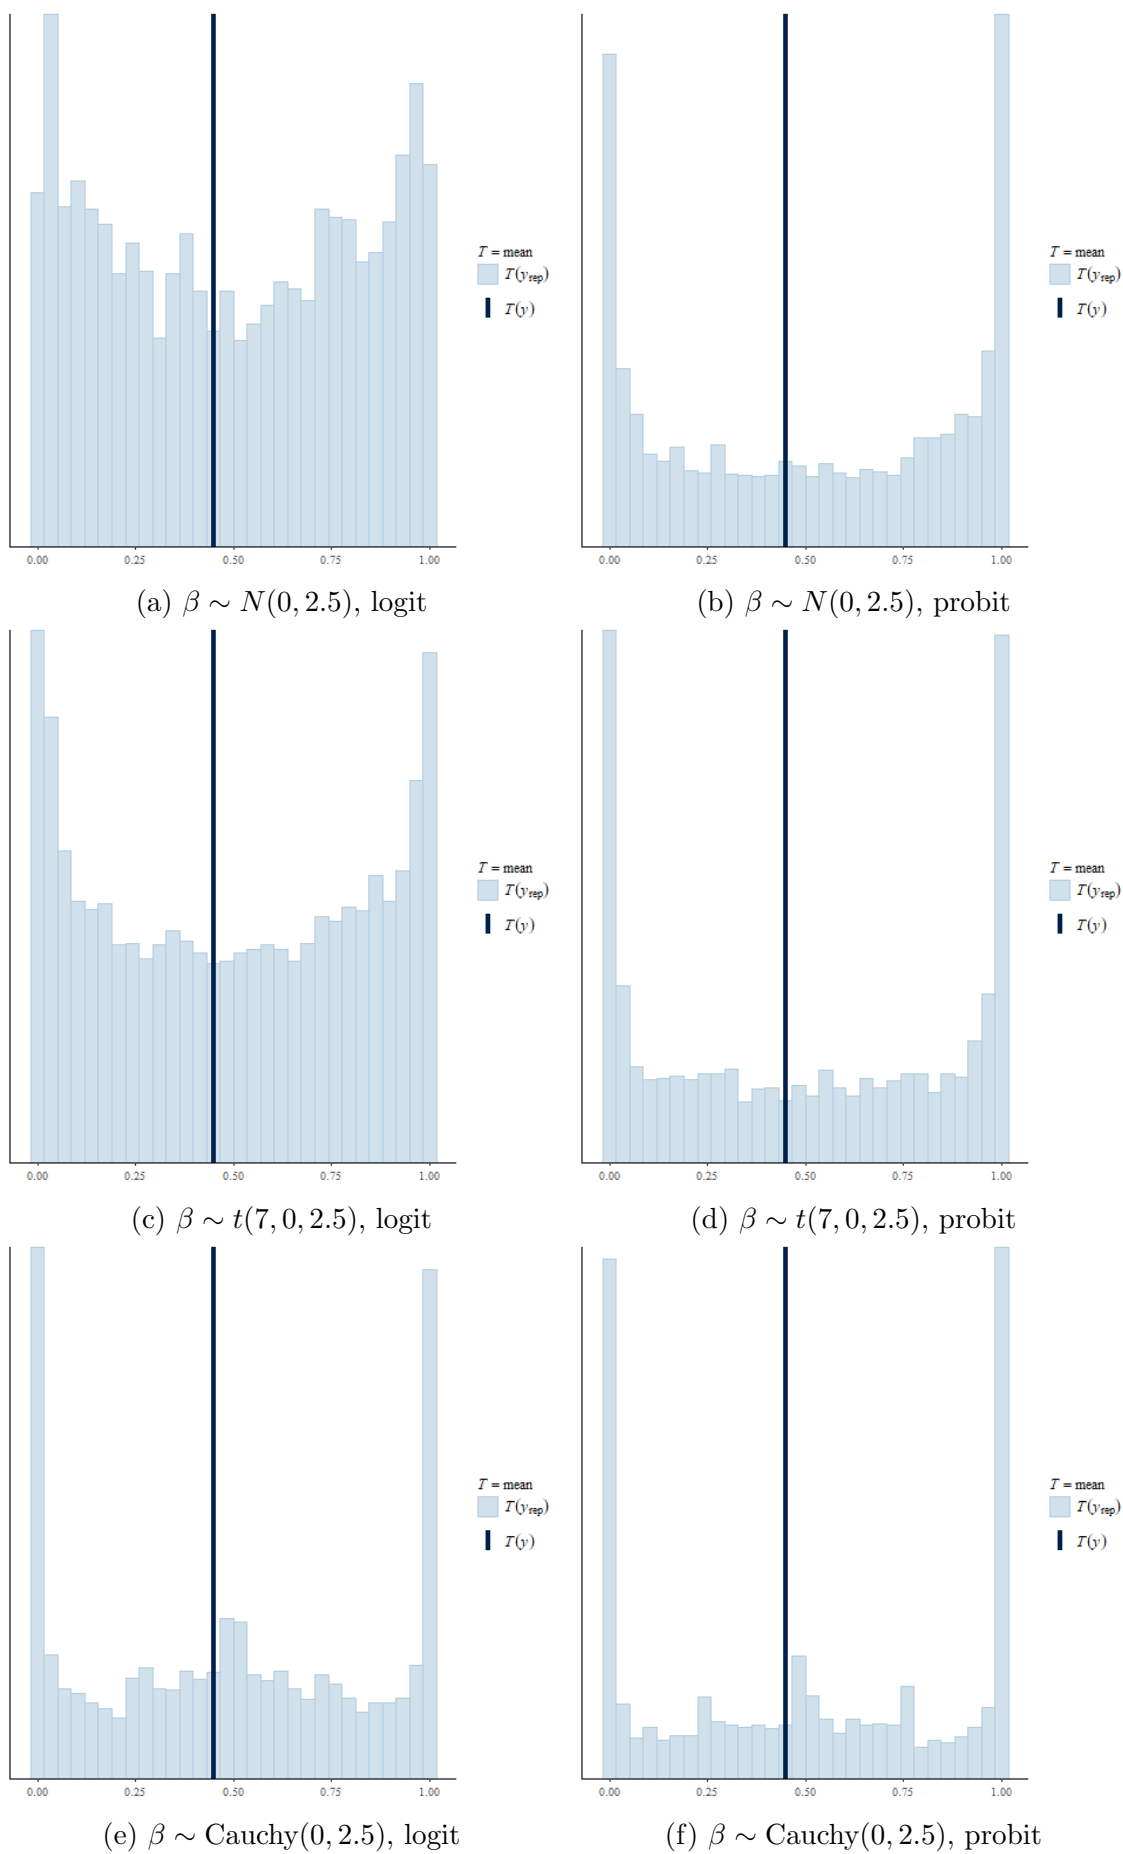 T = mean
T(y_rep)
T(y)
0.00 0.25 0.50 0.75 1.00
(a) β ∼ N(0, 2.5), logit
T = mean
T(y_rep)
T(y)
0.00 0.25 0.50 0.75 1.00
(b) β ∼ N(0, 2.5), probit
T = mean
T(y_rep)
T(y)
0.00 0.25 0.50 0.75 1.00
(c) β ∼ t(7, 0, 2.5), logit
T = mean
T(y_rep)
T(y)
0.00 0.25 0.50 0.75 1.00
(d) β ∼ t(7, 0, 2.5), probit
T = mean
T(y_rep)
T(y)
0.00 0.25 0.50 0.75 1.00
(e) β ∼ Cauchy(0, 2.5), logit
T = mean
T(y_rep)
T(y)
0.00 0.25 0.50 0.75 1.00
(f) β ∼ Cauchy(0, 2.5), probit